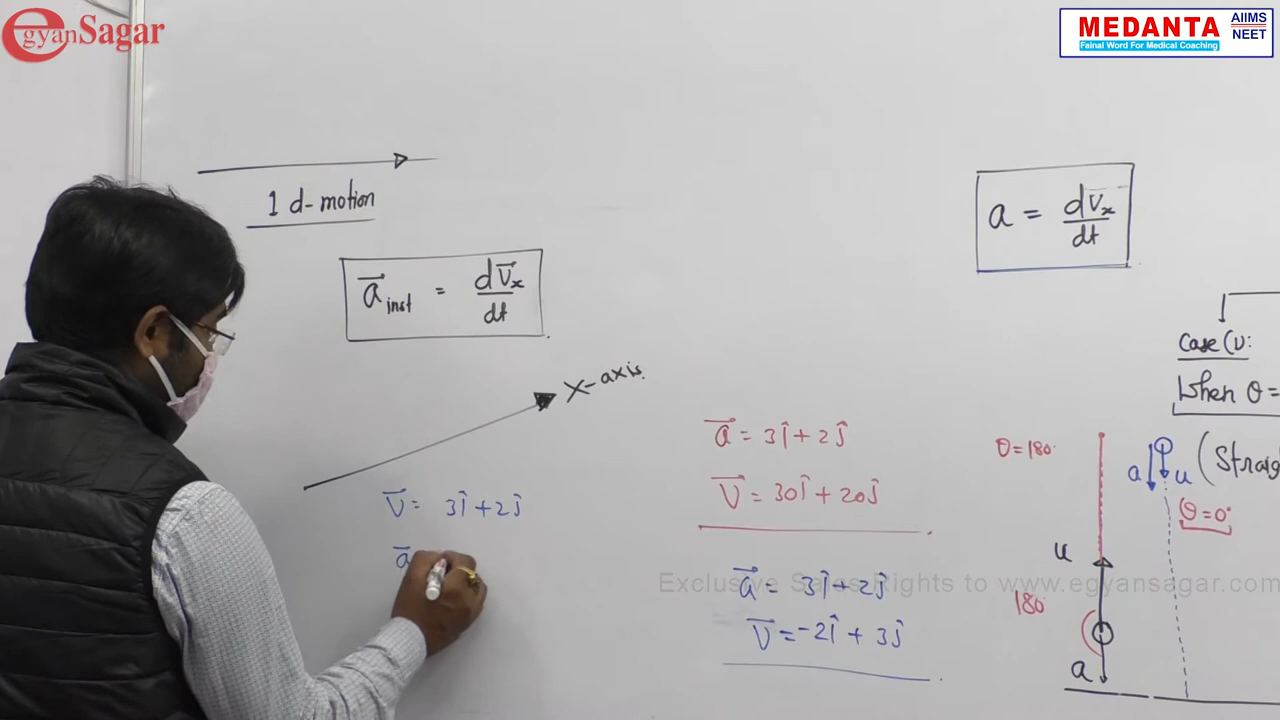 egyanSagar
MEDANTA AIIMS NEET
Fainal Word For Medical Coaching
1 d-motion
a⃗ inst = dV⃗x/dt
X-axis.
V⃗ = 3î+2ĵ
a⃗
a = dVx/dt
a⃗ = 3î+2ĵ
V⃗ = 30î+20ĵ
a⃗ = 3î+2ĵ
V⃗ = -2î+3ĵ
Exclusive Sales Rights to www.egyansagar.com
θ=180°
u
180°
a
a u
θ=0°
When θ=